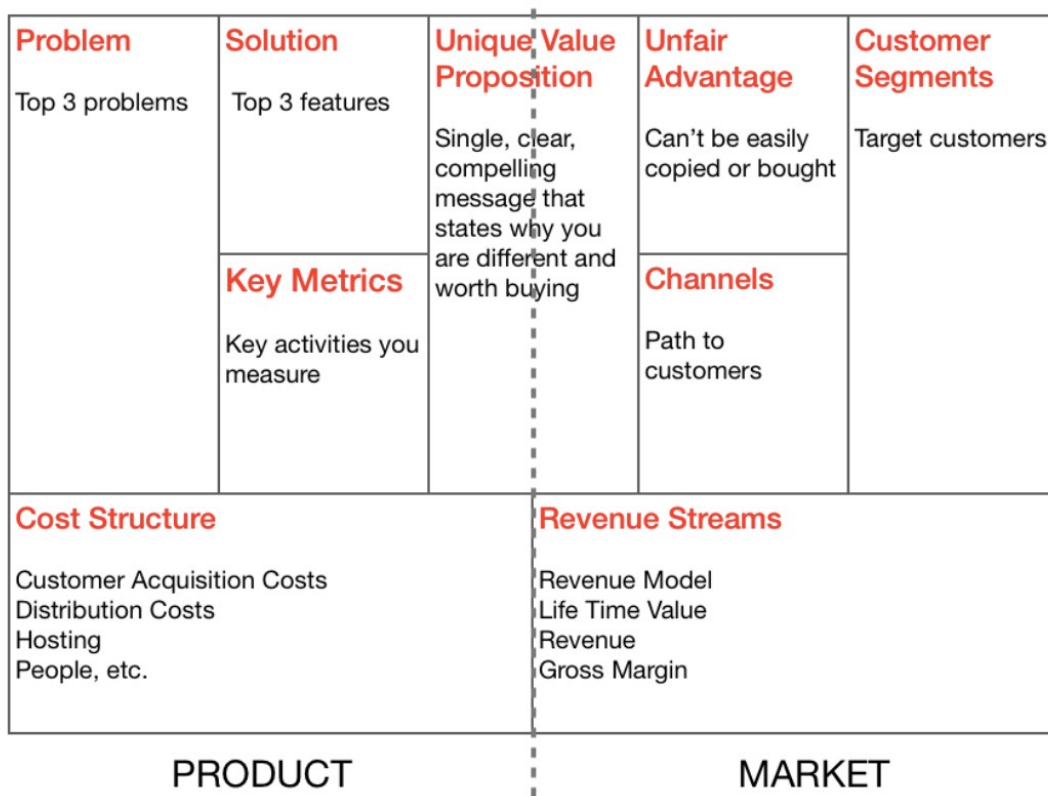 Problem
Top 3 problems
Solution
Top 3 features
Key Metrics
Key activities you
measure
Unique Value
Proposition
Single, clear,
compelling
message that
states why you
are different and
worth buying
Unfair
Advantage
Can't be easily
copied or bought
Channels
Path to
customers
Customer
Segments
Target customers
Cost Structure
Customer Acquisition Costs
Distribution Costs
Hosting
People, etc.
Revenue Streams
Revenue Model
Life Time Value
Revenue
Gross Margin
PRODUCT
MARKET